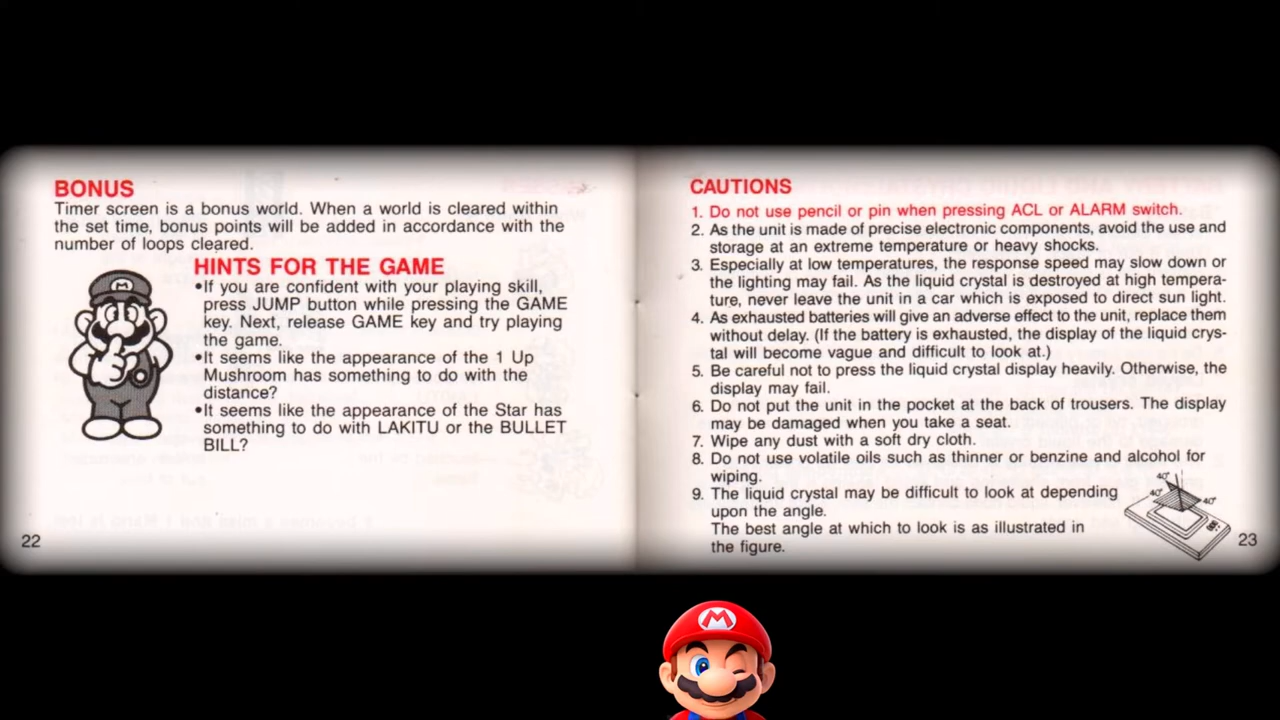 BONUS
Timer screen is a bonus world. When a world is cleared within
the set time, bonus points will be added in accordance with the
number of loops cleared.
HINTS FOR THE GAME
•If you are confident with your playing skill,
press JUMP button while pressing the GAME
key. Next, release GAME key and try playing
the game.
•It seems like the appearance of the 1 Up
Mushroom has something to do with the
distance?
•It seems like the appearance of the Star has
something to do with LAKITU or the BULLET
BILL?
22
CAUTIONS
1. Do not use pencil or pin when pressing ACL or ALARM switch.
2. As the unit is made of precise electronic components, avoid the use and
storage at an extreme temperature or heavy shocks.
3. Especially at low temperatures, the response speed may slow down or
the lighting may fail. As the liquid crystal is destroyed at high tempera-
ture, never leave the unit in a car which is exposed to direct sun light.
4. As exhausted batteries will give an adverse effect to the unit, replace them
without delay. (If the battery is exhausted, the display of the liquid crys-
tal will become vague and difficult to look at.)
5. Be careful not to press the liquid crystal display heavily. Otherwise, the
display may fail.
6. Do not put the unit in the pocket at the back of trousers. The display
may be damaged when you take a seat.
7. Wipe any dust with a soft dry cloth.
8. Do not use volatile oils such as thinner or benzine and alcohol for
wiping.
9. The liquid crystal may be difficult to look at depending
upon the angle.
The best angle at which to look is as illustrated in
the figure.
40°
40°
40°
23
M
M